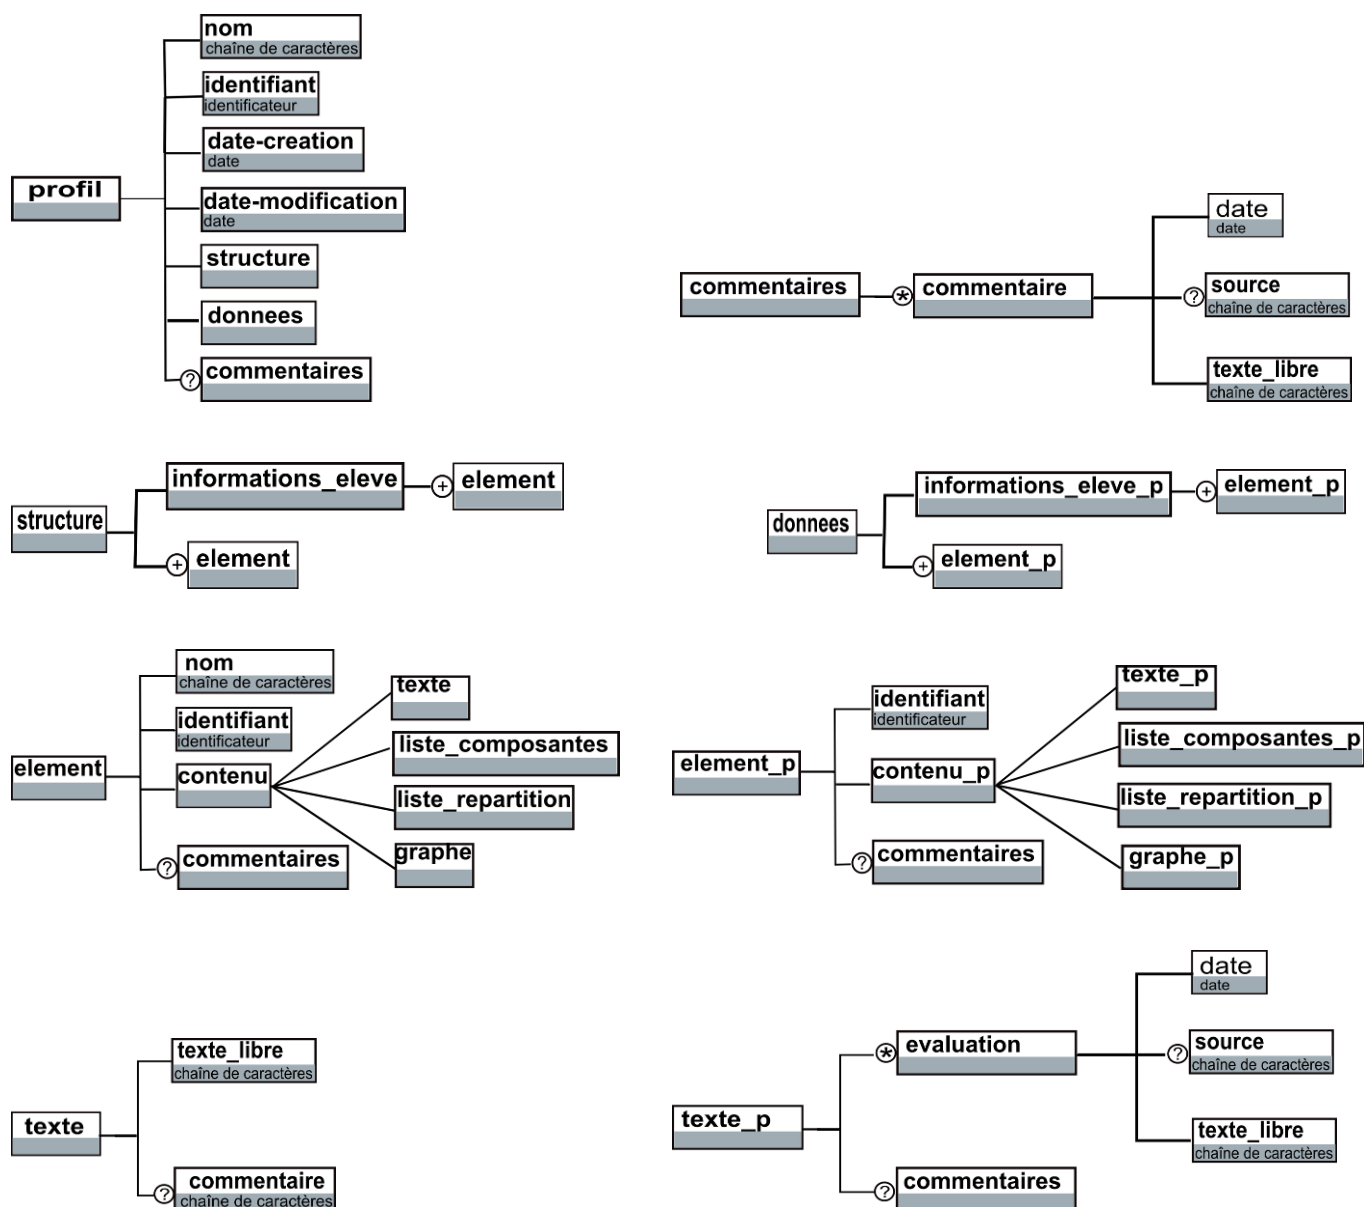 profil
nom
chaîne de caractères
identifiant
identificateur
date-creation
date
date-modification
date
structure
donnees
?
commentaires
commentaires
*
commentaire
date
date
?
source
chaîne de caractères
texte_libre
chaîne de caractères
structure
informations_eleve
+
element
+
element
donnees
informations_eleve_p
+
element_p
+
element_p
element
nom
chaîne de caractères
identifiant
identificateur
contenu
?
commentaires
texte
liste_composantes
liste_repartition
graphe
element_p
identifiant
identificateur
contenu_p
?
commentaires
texte_p
liste_composantes_p
liste_repartition_p
graphe_p
texte
texte_libre
chaîne de caractères
?
commentaire
chaîne de caractères
texte_p
*
evaluation
date
date
?
source
chaîne de caractères
texte_libre
chaîne de caractères
?
commentaires